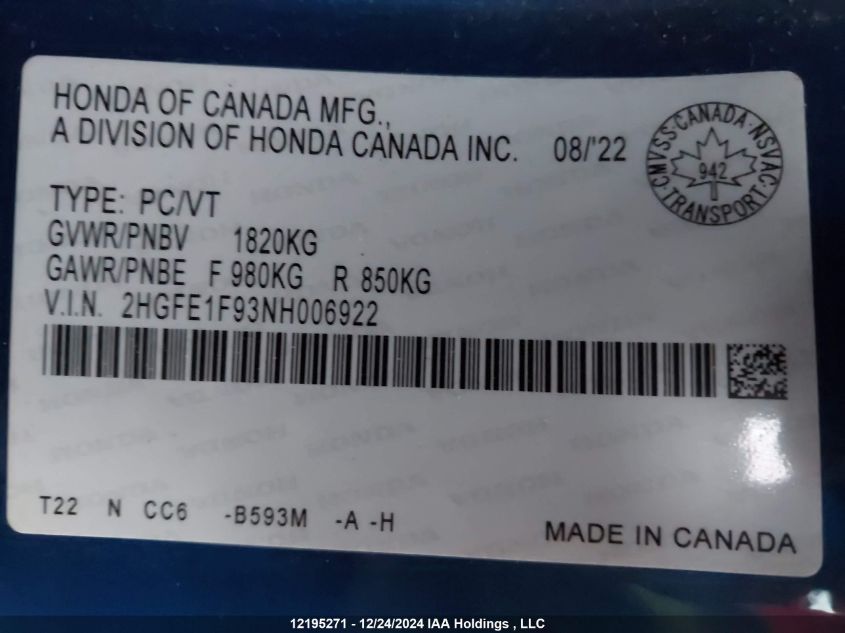 HONDA OF CANADA MFG.,
A DIVISION OF HONDA CANADA INC. 08/'22
CMVSS·CANADA·NSVAC·TRANSPORT·
942
TYPE: PC/VT
GVWR/PNBV 1820KG
GAWR/PNBE F 980KG R 850KG
V.I.N. 2HGFE1F93NH006922
T22 N CC6 -B593M -A -H
MADE IN CANADA
12195271 - 12/24/2024 IAA Holdings , LLC